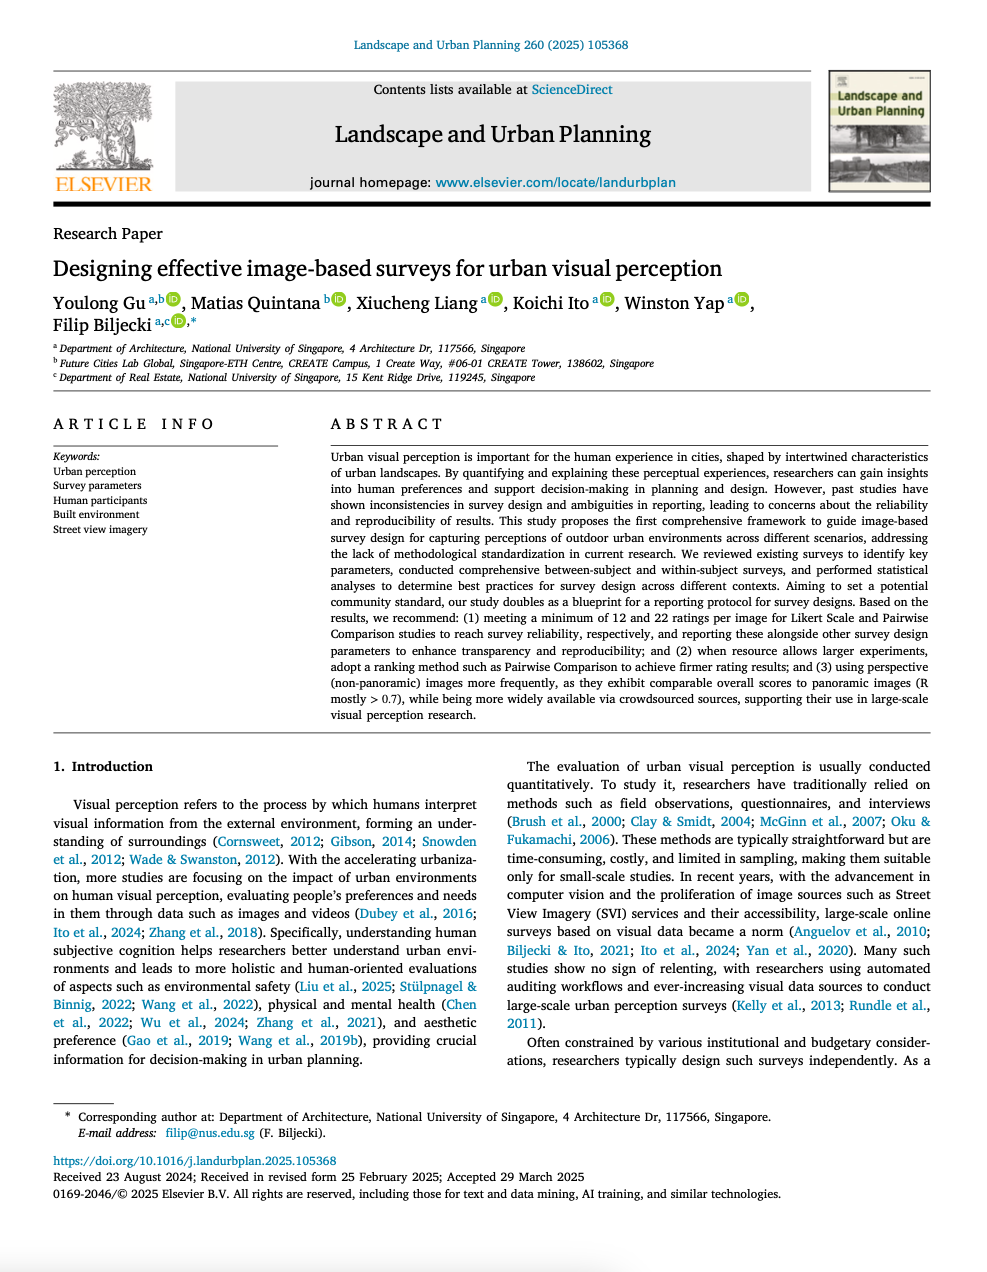 Landscape and Urban Planning 260 (2025) 105368
Contents lists available at ScienceDirect
Landscape and Urban Planning
journal homepage: www.elsevier.com/locate/landurbplan
ELSEVIER
Landscape and
Urban Planning
Research Paper
Designing effective image-based surveys for urban visual perception
Youlong Gu a,b, Matias Quintana b, Xiucheng Liang a, Koichi Ito a, Winston Yap a,
Filip Biljecki a,c,*
a Department of Architecture, National University of Singapore, 4 Architecture Dr, 117566, Singapore
b Future Cities Lab Global, Singapore-ETH Centre, CREATE Campus, 1 Create Way, #06-01 CREATE Tower, 138602, Singapore
c Department of Real Estate, National University of Singapore, 15 Kent Ridge Drive, 119245, Singapore
ARTICLE INFO
Keywords:
Urban perception
Survey parameters
Human participants
Built environment
Street view imagery
ABSTRACT
Urban visual perception is important for the human experience in cities, shaped by intertwined characteristics
of urban landscapes. By quantifying and explaining these perceptual experiences, researchers can gain insights
into human preferences and support decision-making in planning and design. However, past studies have
shown inconsistencies in survey design and ambiguities in reporting, leading to concerns about the reliability
and reproducibility of results. This study proposes the first comprehensive framework to guide image-based
survey design for capturing perceptions of outdoor urban environments across different scenarios, addressing
the lack of methodological standardization in current research. We reviewed existing surveys to identify key
parameters, conducted comprehensive between-subject and within-subject surveys, and performed statistical
analyses to determine best practices for survey design across different contexts. Aiming to set a potential
community standard, our study doubles as a blueprint for a reporting protocol for survey designs. Based on the
results, we recommend: (1) meeting a minimum of 12 and 22 ratings per image for Likert Scale and Pairwise
Comparison studies to reach survey reliability, respectively, and reporting these alongside other survey design
parameters to enhance transparency and reproducibility; and (2) when resource allows larger experiments,
adopt a ranking method such as Pairwise Comparison to achieve firmer rating results; and (3) using perspective
(non-panoramic) images more frequently, as they exhibit comparable overall scores to panoramic images (R
mostly > 0.7), while being more widely available via crowdsourced sources, supporting their use in large-scale
visual perception research.
1. Introduction
Visual perception refers to the process by which humans interpret
visual information from the external environment, forming an under-
standing of surroundings (Cornsweet, 2012; Gibson, 2014; Snowden
et al., 2012; Wade & Swanston, 2012). With the accelerating urbaniza-
tion, more studies are focusing on the impact of urban environments
on human visual perception, evaluating people's preferences and needs
in them through data such as images and videos (Dubey et al., 2016;
Ito et al., 2024; Zhang et al., 2018). Specifically, understanding human
subjective cognition helps researchers better understand urban envi-
ronments and leads to more holistic and human-oriented evaluations
of aspects such as environmental safety (Liu et al., 2025; Stülpnagel &
Binnig, 2022; Wang et al., 2022), physical and mental health (Chen
et al., 2022; Wu et al., 2024; Zhang et al., 2021), and aesthetic
preference (Gao et al., 2019; Wang et al., 2019b), providing crucial
information for decision-making in urban planning.
The evaluation of urban visual perception is usually conducted
quantitatively. To study it, researchers have traditionally relied on
methods such as field observations, questionnaires, and interviews
(Brush et al., 2000; Clay & Smidt, 2004; McGinn et al., 2007; Oku &
Fukamachi, 2006). These methods are typically straightforward but are
time-consuming, costly, and limited in sampling, making them suitable
only for small-scale studies. In recent years, with the advancement in
computer vision and the proliferation of image sources such as Street
View Imagery (SVI) services and their accessibility, large-scale online
surveys based on visual data became a norm (Anguelov et al., 2010;
Biljecki & Ito, 2021; Ito et al., 2024; Yan et al., 2020). Many such
studies show no sign of relenting, with researchers using automated
auditing workflows and ever-increasing visual data sources to conduct
large-scale urban perception surveys (Kelly et al., 2013; Rundle et al.,
2011).
Often constrained by various institutional and budgetary consider-
ations, researchers typically design such surveys independently. As a
* Corresponding author at: Department of Architecture, National University of Singapore, 4 Architecture Dr, 117566, Singapore.
E-mail address: filip@nus.edu.sg (F. Biljecki).
https://doi.org/10.1016/j.landurbplan.2025.105368
Received 23 August 2024; Received in revised form 25 February 2025; Accepted 29 March 2025
0169-2046/© 2025 Elsevier B.V. All rights are reserved, including those for text and data mining, AI training, and similar technologies.